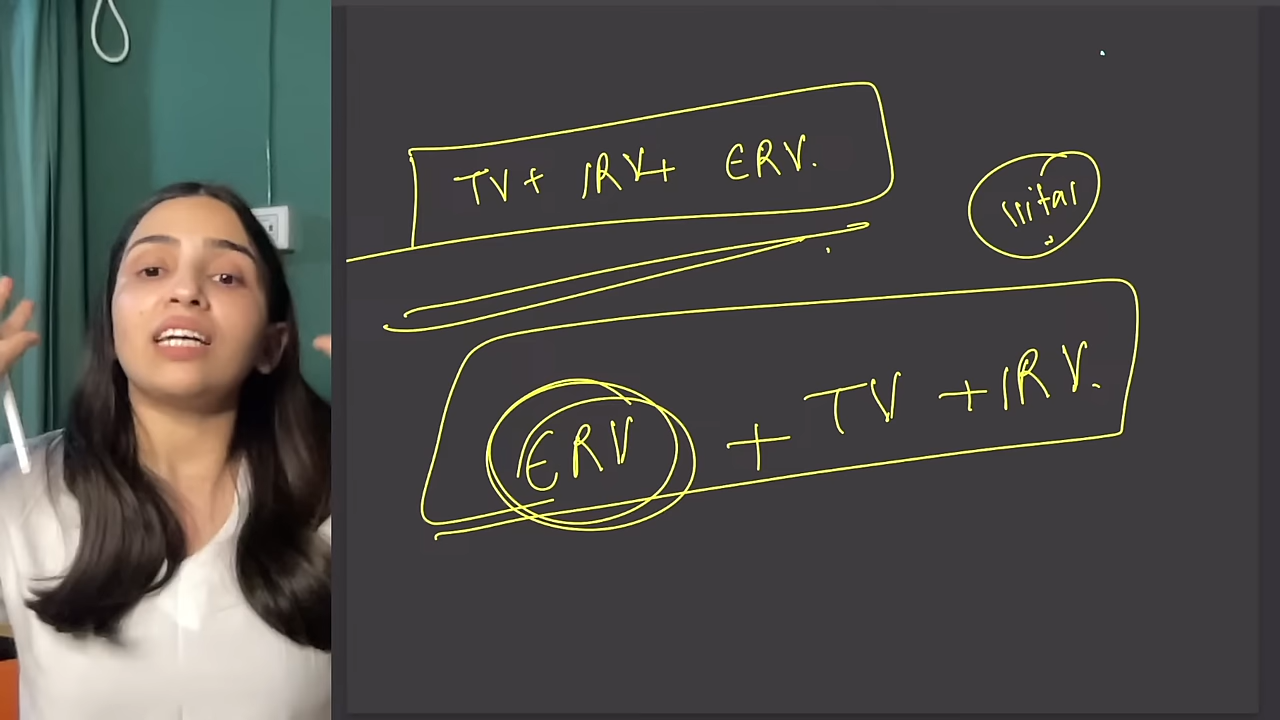 TV + IRV + ERV.
vital
ERV + TV + IRV.